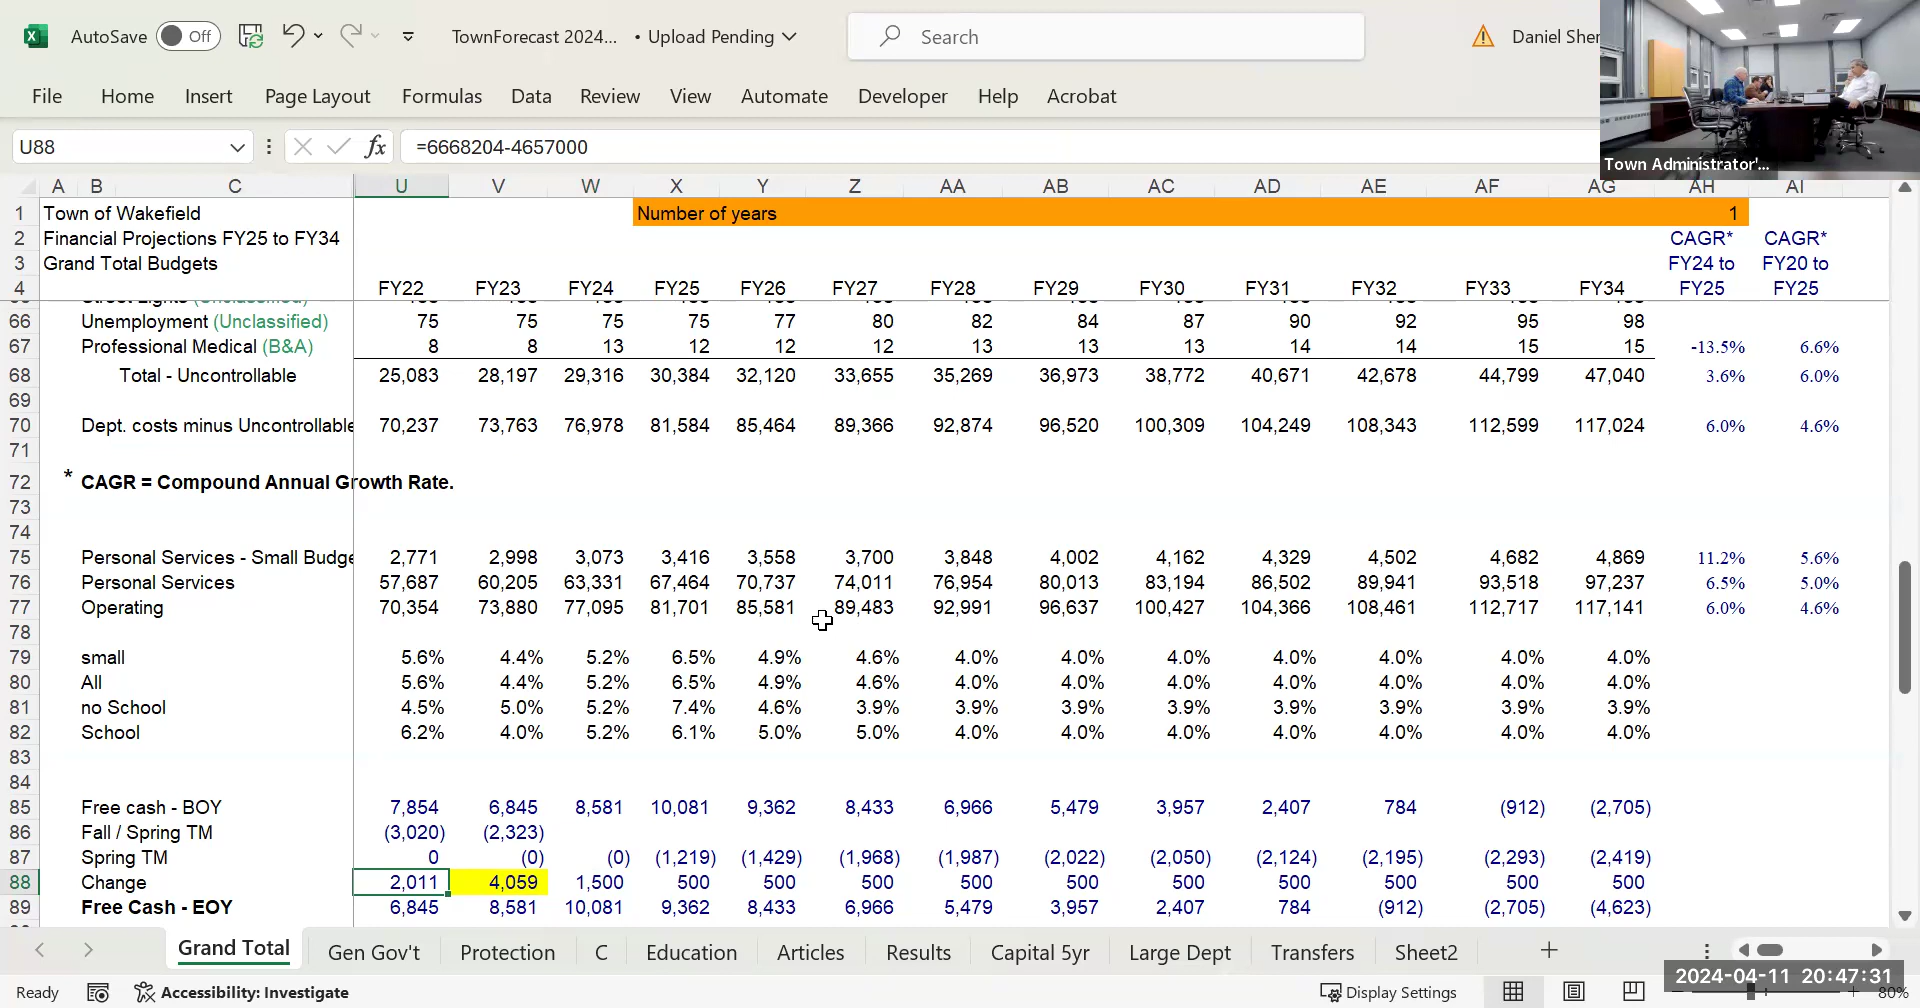 AutoSave Off TownForecast 2024... • Upload Pending Search Daniel Sher
File Home Insert Page Layout Formulas Data Review View Automate Developer Help Acrobat
U88 fx =6668204-4657000
Town Administrator'...
A B C U V W X Y Z AA AB AC AD AE AF AG AH AI
1 Town of Wakefield Number of years 1
2 Financial Projections FY25 to FY34 CAGR* CAGR*
3 Grand Total Budgets FY24 to FY20 to
4 FY22 FY23 FY24 FY25 FY26 FY27 FY28 FY29 FY30 FY31 FY32 FY33 FY34 FY25 FY25
66 Unemployment (Unclassified) 75 75 75 75 77 80 82 84 87 90 92 95 98
67 Professional Medical (B&A) 8 8 13 12 12 12 13 13 13 14 14 15 15 -13.5% 6.6%
68 Total - Uncontrollable 25,083 28,197 29,316 30,384 32,120 33,655 35,269 36,973 38,772 40,671 42,678 44,799 47,040 3.6% 6.0%
69
70 Dept. costs minus Uncontrollable 70,237 73,763 76,978 81,584 85,464 89,366 92,874 96,520 100,309 104,249 108,343 112,599 117,024 6.0% 4.6%
71
72 * CAGR = Compound Annual Growth Rate.
73
74
75 Personal Services - Small Budge 2,771 2,998 3,073 3,416 3,558 3,700 3,848 4,002 4,162 4,329 4,502 4,682 4,869 11.2% 5.6%
76 Personal Services 57,687 60,205 63,331 67,464 70,737 74,011 76,954 80,013 83,194 86,502 89,941 93,518 97,237 6.5% 5.0%
77 Operating 70,354 73,880 77,095 81,701 85,581 89,483 92,991 96,637 100,427 104,366 108,461 112,717 117,141 6.0% 4.6%
78
79 small 5.6% 4.4% 5.2% 6.5% 4.9% 4.6% 4.0% 4.0% 4.0% 4.0% 4.0% 4.0% 4.0%
80 All 5.6% 4.4% 5.2% 6.5% 4.9% 4.6% 4.0% 4.0% 4.0% 4.0% 4.0% 4.0% 4.0%
81 no School 4.5% 5.0% 5.2% 7.4% 4.6% 3.9% 3.9% 3.9% 3.9% 3.9% 3.9% 3.9% 3.9%
82 School 6.2% 4.0% 5.2% 6.1% 5.0% 5.0% 4.0% 4.0% 4.0% 4.0% 4.0% 4.0% 4.0%
83
84
85 Free cash - BOY 7,854 6,845 8,581 10,081 9,362 8,433 6,966 5,479 3,957 2,407 784 (912) (2,705)
86 Fall / Spring TM (3,020) (2,323)
87 Spring TM 0 (0) (0) (1,219) (1,429) (1,968) (1,987) (2,022) (2,050) (2,124) (2,195) (2,293) (2,419)
88 Change 2,011 4,059 1,500 500 500 500 500 500 500 500 500 500 500
89 Free Cash - EOY 6,845 8,581 10,081 9,362 8,433 6,966 5,479 3,957 2,407 784 (912) (2,705) (4,623)
Grand Total Gen Gov't Protection C Education Articles Results Capital 5yr Large Dept Transfers Sheet2
2024-04-11 20:47:31
Ready Accessibility: Investigate Display Settings 80%